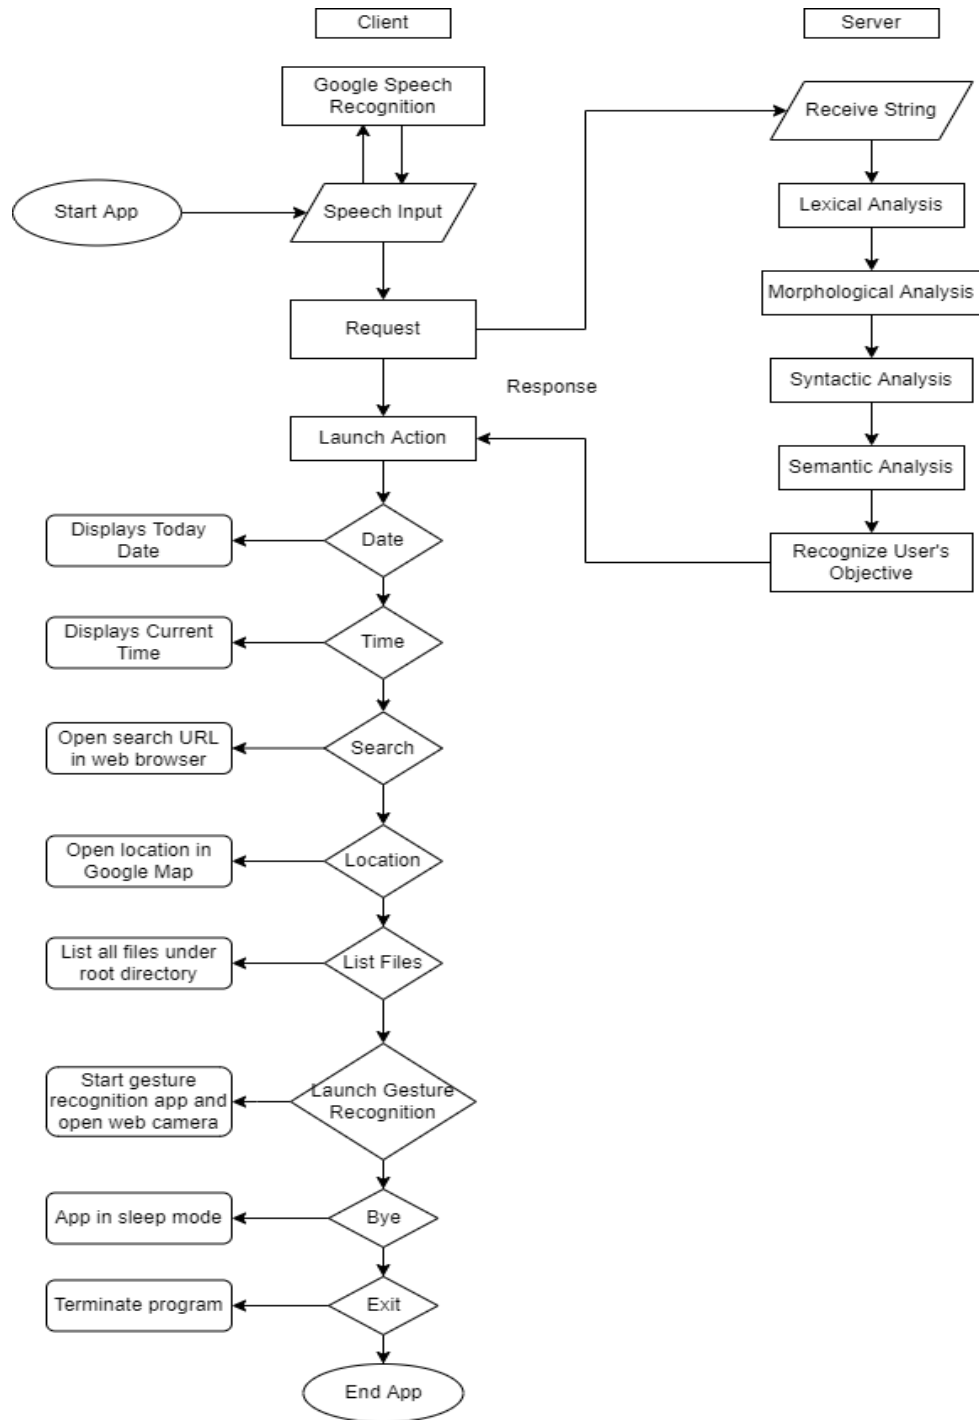 Client
Server
Google Speech
Recognition
Receive String
Start App
Speech Input
Lexical Analysis
Morphological Analysis
Request
Syntactic Analysis
Response
Launch Action
Semantic Analysis
Displays Today
Date
Date
Recognize User's
Objective
Displays Current
Time
Time
Open search URL
in web browser
Search
Open location in
Google Map
Location
List all files under
root directory
List Files
Start gesture
recognition app and
open web camera
Launch Gesture
Recognition
App in sleep mode
Bye
Terminate program
Exit
End App